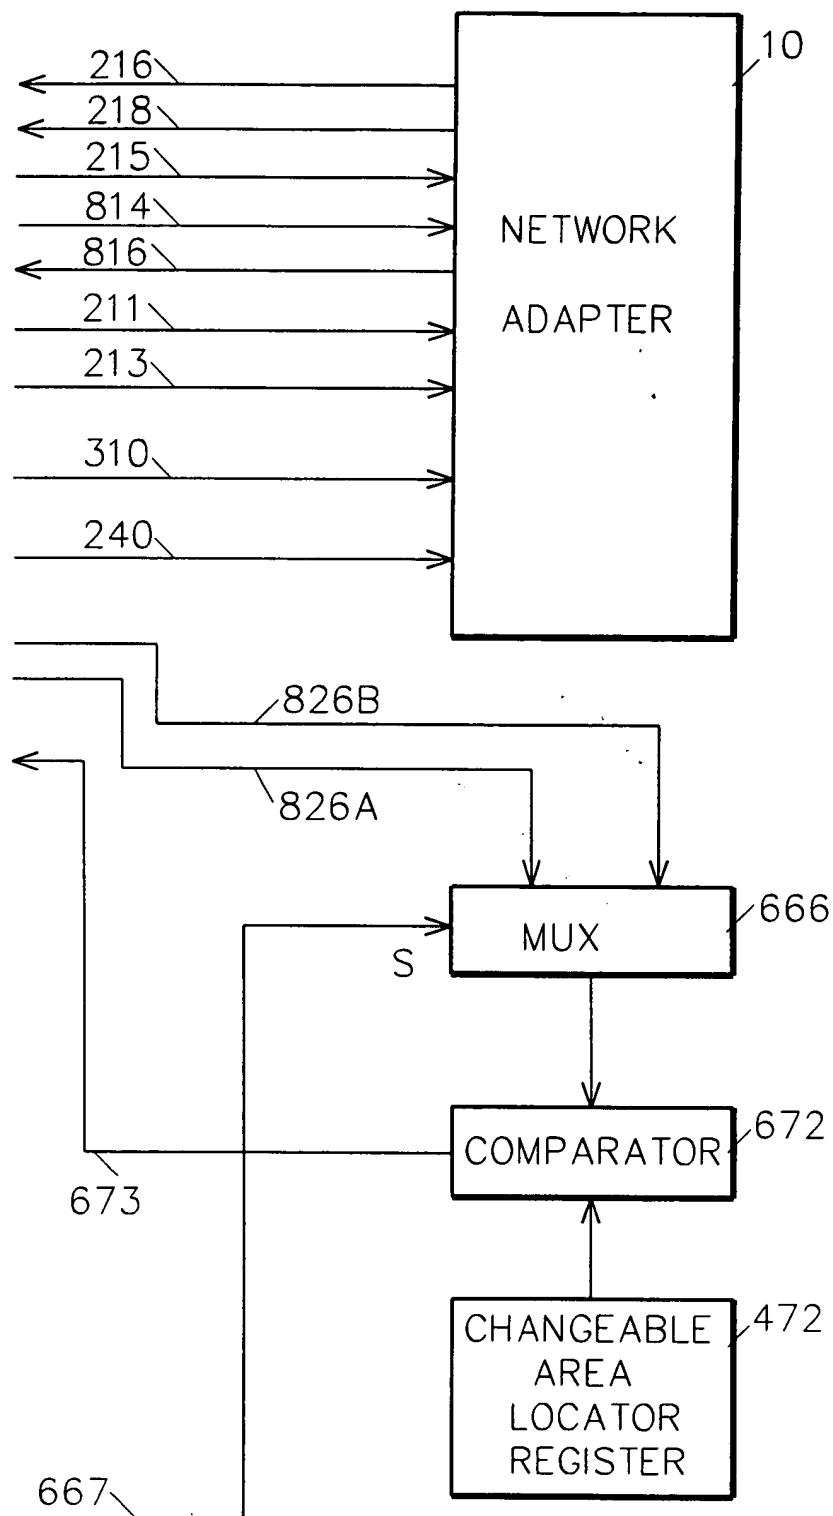 10
216
218
215
814
NETWORK
816
211
ADAPTER
213
310
240
826B
826A
666
MUX
S
672
COMPARATOR
673
472
CHANGEABLE
AREA
LOCATOR
REGISTER
667